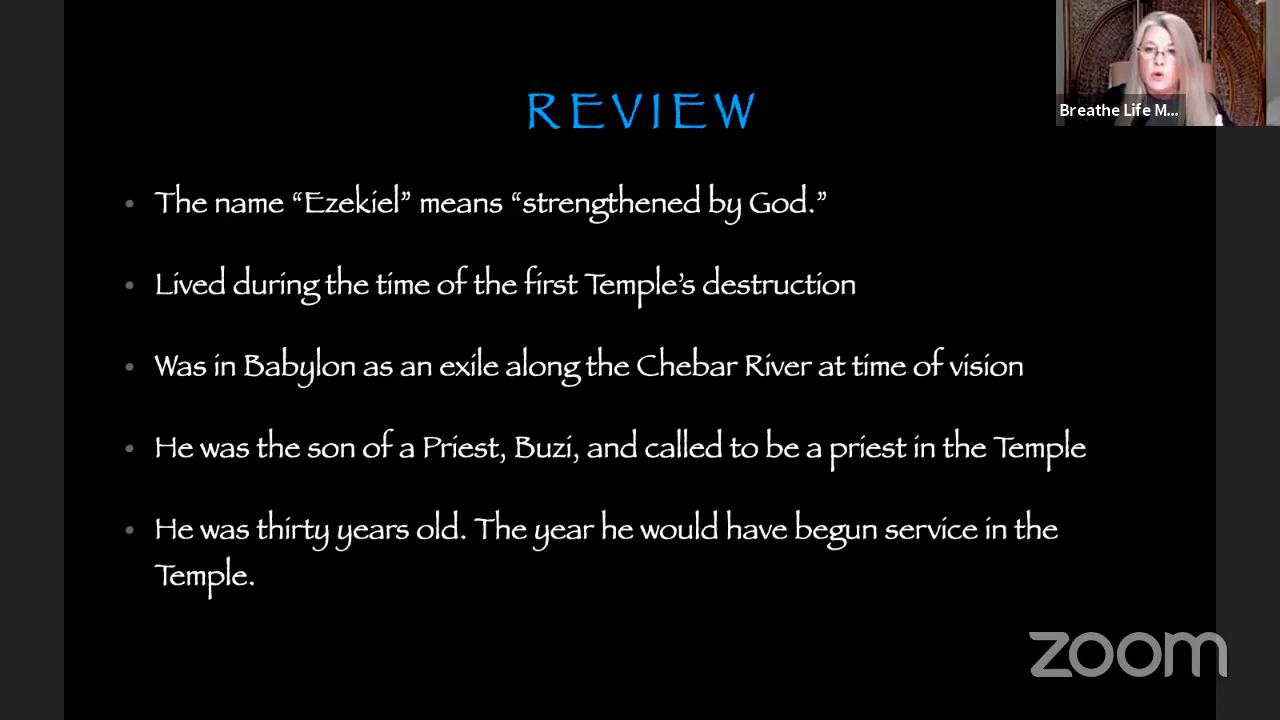 Breathe Life M...
REVIEW
• The name “Ezekiel” means “strengthened by God.”
• Lived during the time of the first Temple’s destruction
• Was in Babylon as an exile along the Chebar River at time of vision
• He was the son of a Priest, Buzi, and called to be a priest in the Temple
• He was thirty years old. The year he would have begun service in the
Temple.
zoom